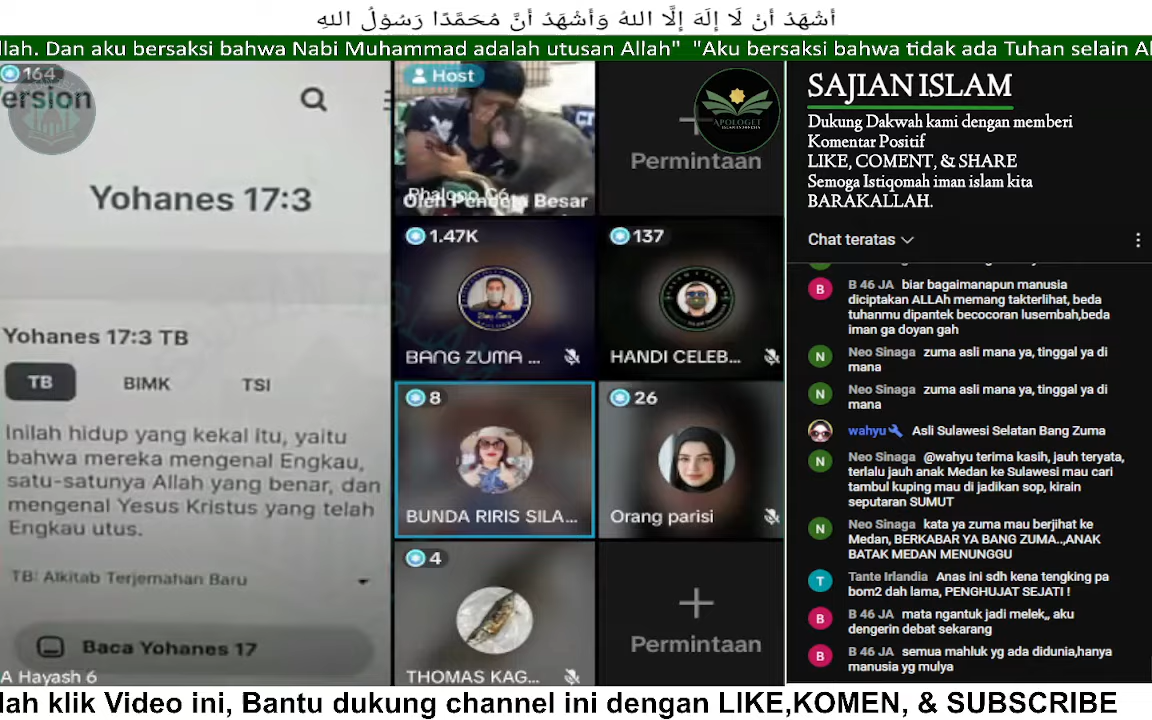 أَشْهَدُ أَنْ لَا إِلَهَ إِلَّا اللهُ وَأَشْهَدُ أَنَّ مُحَمَّدًا رَسُوْلُ اللهِ
llah. Dan aku bersaksi bahwa Nabi Muhammad adalah utusan Allah" "Aku bersaksi bahwa tidak ada Tuhan selain Al
164
ersion
Yohanes 17:3
Yohanes 17:3 TB
TB BIMK TSI
Inilah hidup yang kekal itu, yaitu
bahwa mereka mengenal Engkau,
satu-satunya Allah yang benar, dan
mengenal Yesus Kristus yang telah
Engkau utus.
TB: Alkitab Terjemahan Baru
Baca Yohanes 17
A Hayash 6
Host
Oleh Pendeta Besar
APOLOGET
Permintaan
1.47K
BANG ZUMA ...
137
HANDI CELEB...
8
BUNDA RIRIS SILA...
26
Orang parisi
4
THOMAS KAG...
Permintaan
SAJIAN ISLAM
Dukung Dakwah kami dengan memberi
Komentar Positif
LIKE, COMENT, & SHARE
Semoga Istiqomah iman islam kita
BARAKALLAH.
Chat teratas
B B 46 JA biar bagaimanapun manusia
diciptakan ALLAh memang takterlihat, beda
tuhanmu dipantek becocoran lusembah,beda
iman ga doyan gah
N Neo Sinaga zuma asli mana ya, tinggal ya di
mana
N Neo Sinaga zuma asli mana ya, tinggal ya di
mana
wahyu Asli Sulawesi Selatan Bang Zuma
N Neo Sinaga @wahyu terima kasih, jauh teryata,
terlalu jauh anak Medan ke Sulawesi mau cari
tambul kuping mau di jadikan sop, kirain
seputaran SUMUT
N Neo Sinaga kata ya zuma mau berjihat ke
Medan, BERKABAR YA BANG ZUMA..,ANAK
BATAK MEDAN MENUNGGU
T Tante Irlandia Anas ini sdh kena tengking pa
bom2 dah lama, PENGHUJAT SEJATI !
B B 46 JA mata ngantuk jadi melek,, aku
dengerin debat sekarang
B B 46 JA semua mahluk yg ada didunia,hanya
manusia yg mulya
lah klik Video ini, Bantu dukung channel ini dengan LIKE,KOMEN, & SUBSCRIBE